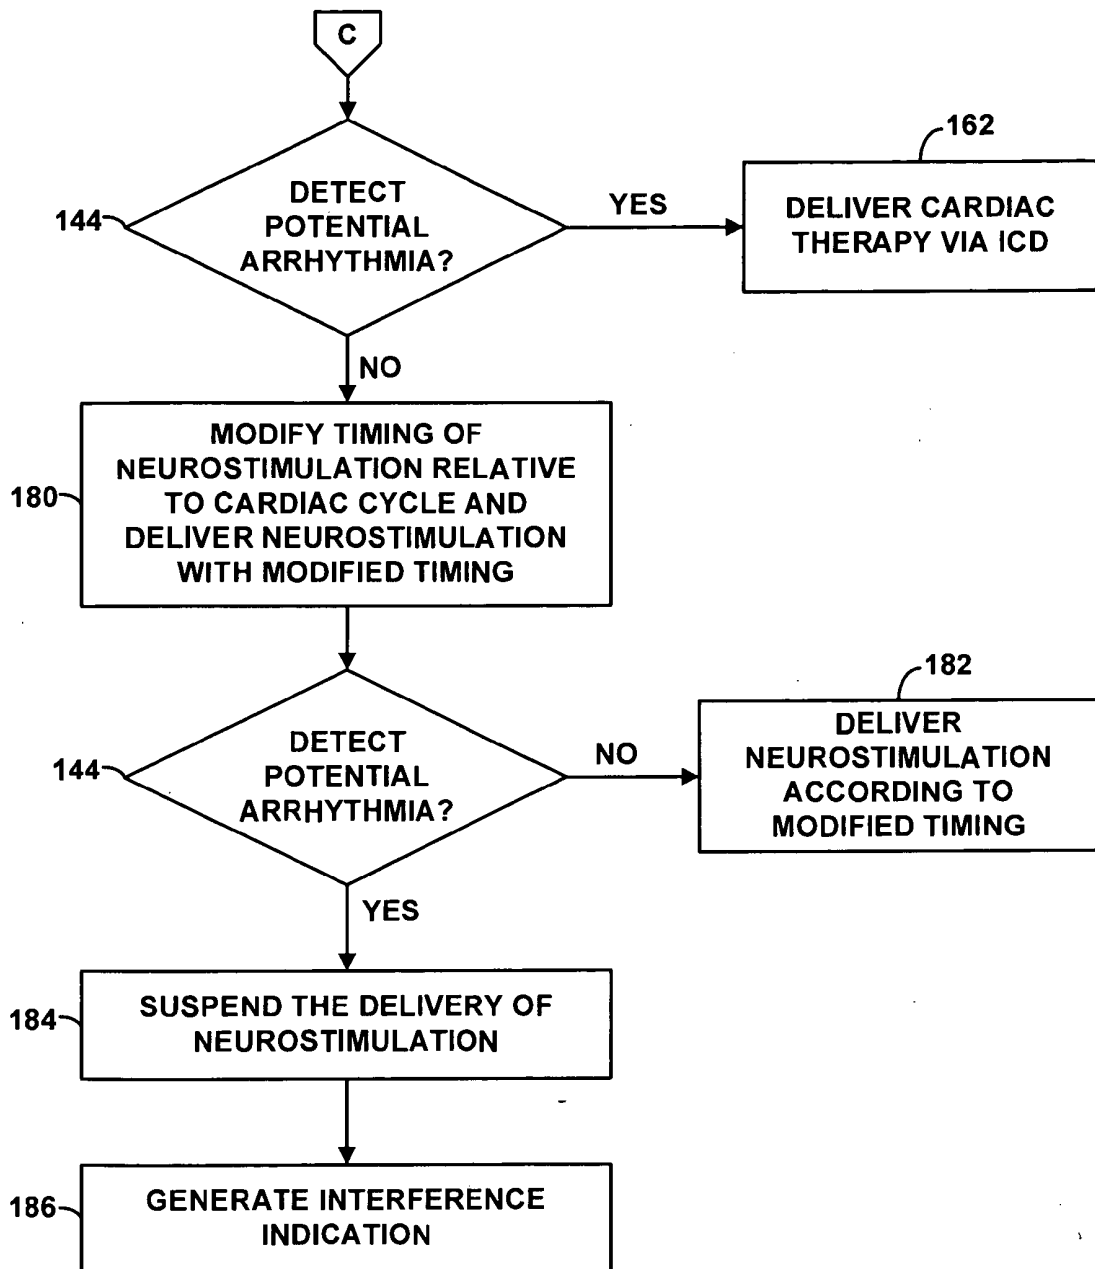 C
DETECT
POTENTIAL
ARRHYTHMIA?
144
YES
162
DELIVER CARDIAC
THERAPY VIA ICD
NO
MODIFY TIMING OF
NEUROSTIMULATION RELATIVE
TO CARDIAC CYCLE AND
DELIVER NEUROSTIMULATION
WITH MODIFIED TIMING
180
DETECT
POTENTIAL
ARRHYTHMIA?
144
NO
182
DELIVER
NEUROSTIMULATION
ACCORDING TO
MODIFIED TIMING
YES
SUSPEND THE DELIVERY OF
NEUROSTIMULATION
184
GENERATE INTERFERENCE
INDICATION
186